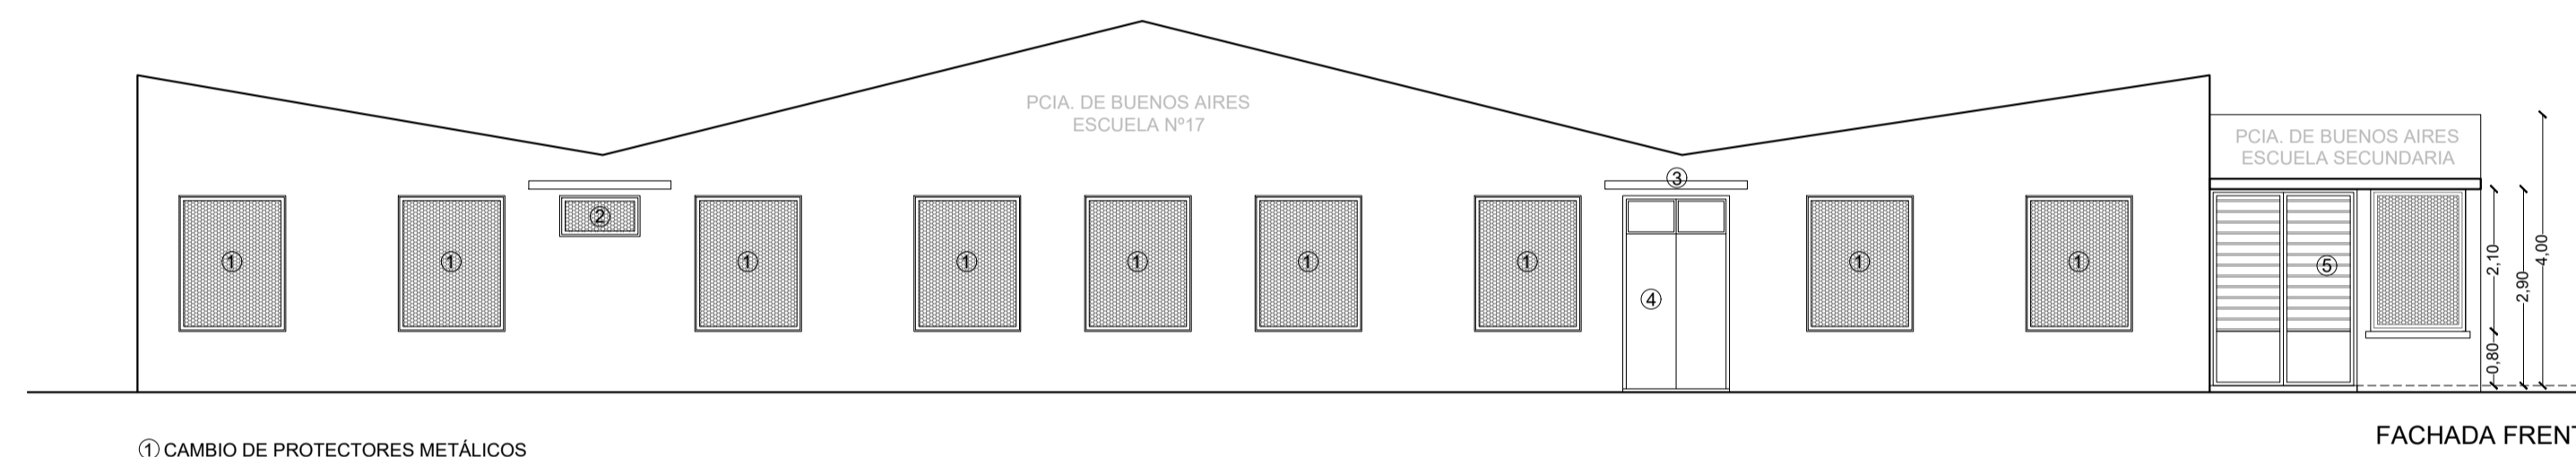 PCIA. DE BUENOS AIRES
ESCUELA Nº17
PCIA. DE BUENOS AIRES
ESCUELA SECUNDARIA
③
②
① ① ① ① ① ① ① ① ①
④
⑤
2,10
0,80
2,90
4,00
① CAMBIO DE PROTECTORES METÁLICOS
FACHADA FRENT